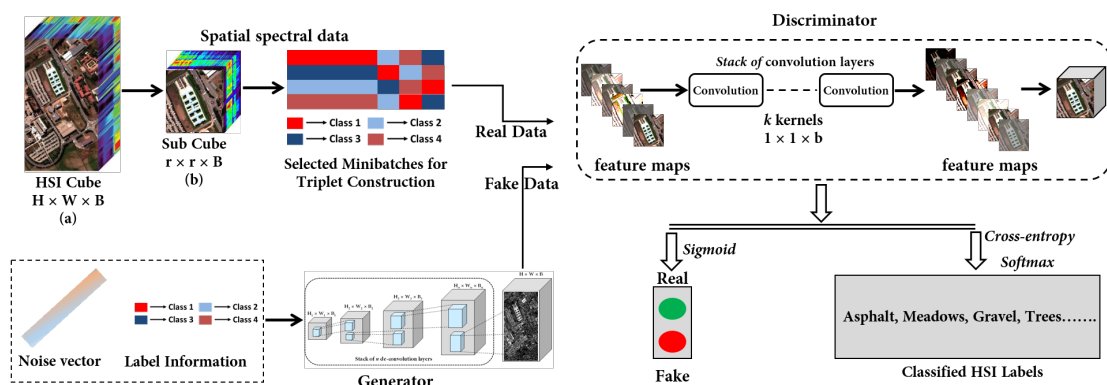 Spatial spectral data
HSI Cube
H × W × B
(a)
Sub Cube
r × r × B
(b)
Class 1
Class 2
Class 3
Class 4
Selected Minibatches for
Triplet Construction
Real Data
Fake Data
Discriminator
Stack of convolution layers
Convolution
Convolution
k kernels
1 × 1 × b
feature maps
feature maps
Noise vector
Class 1
Class 2
Class 3
Class 4
Label Information
H × W × B
Stack of n de-convolution layers
Generator
Sigmoid
Real
Fake
Cross-entropy
Softmax
Asphalt, Meadows, Gravel, Trees…….
Classified HSI Labels